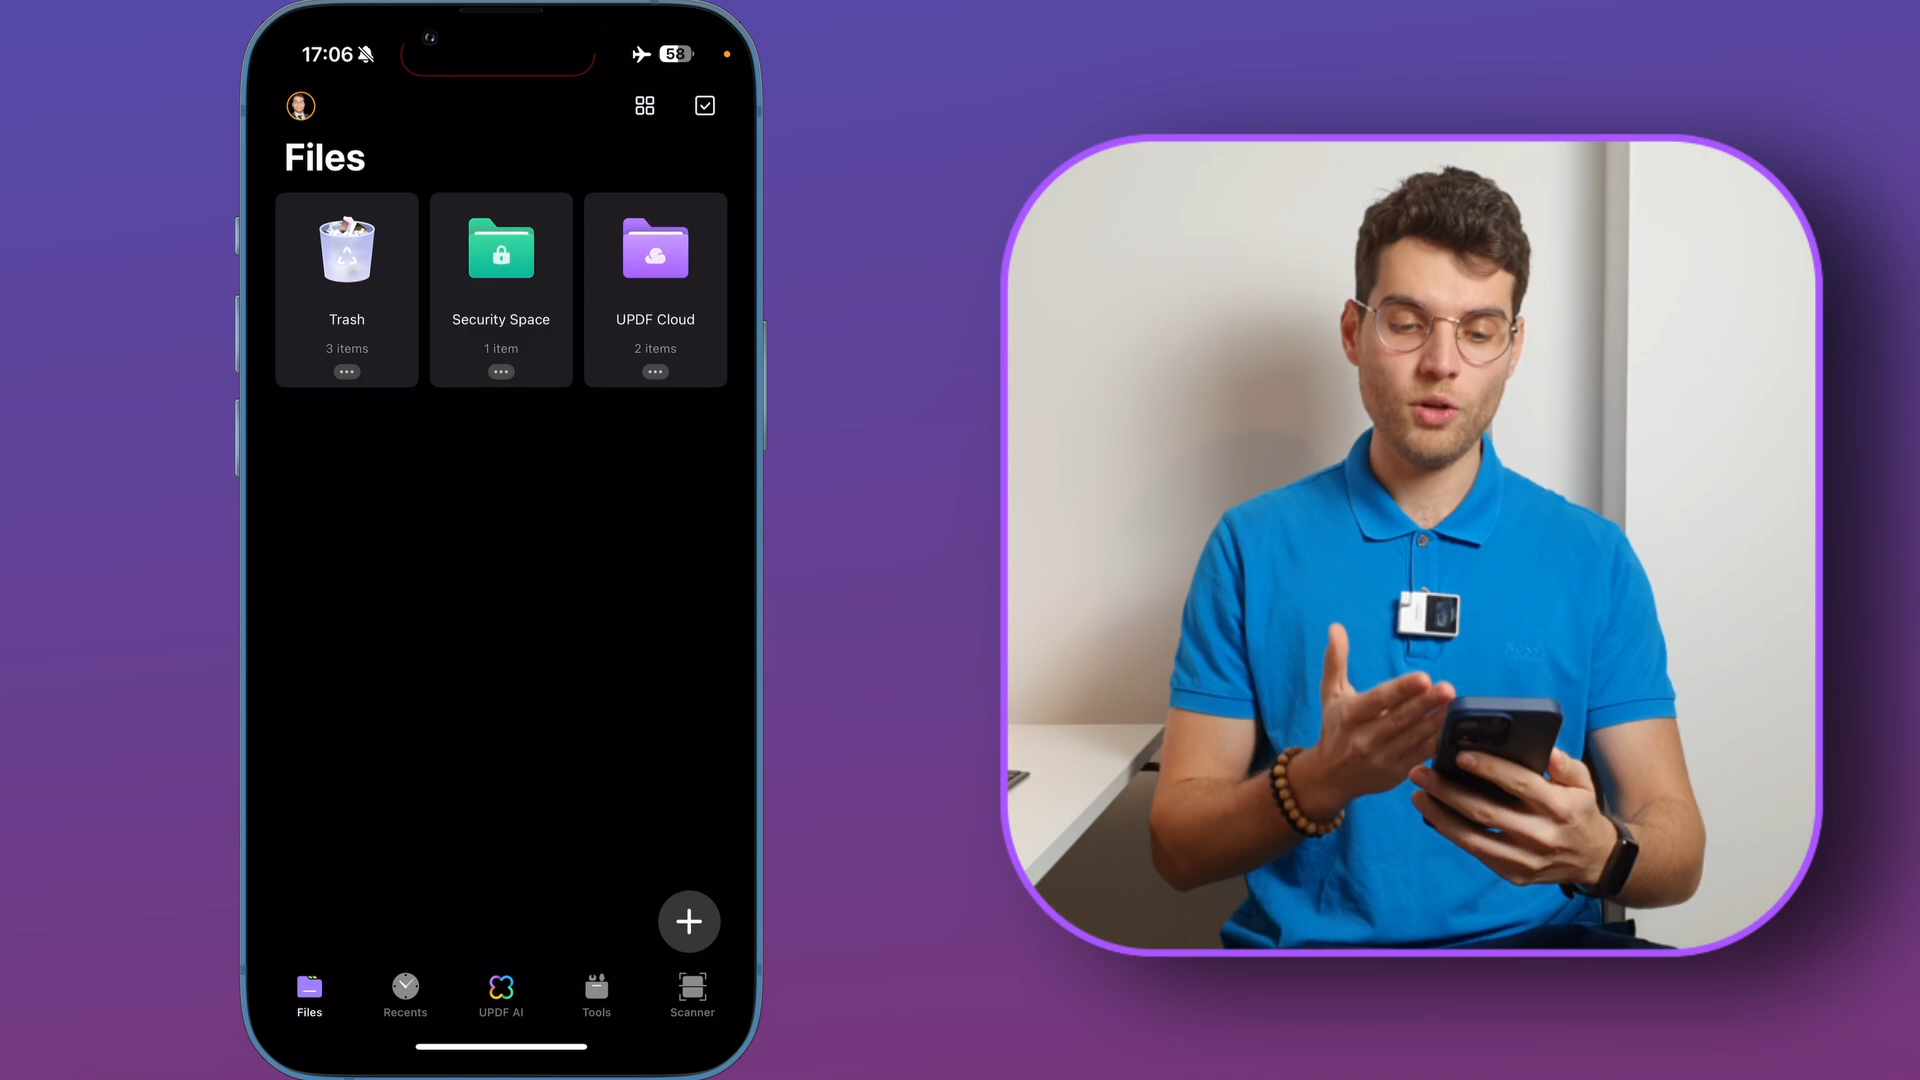 17:06
58
Files
Trash
Security Space
UPDF Cloud
3 items
1 item
2 items
Files
Recents
UPDF AI
Tools
Scanner